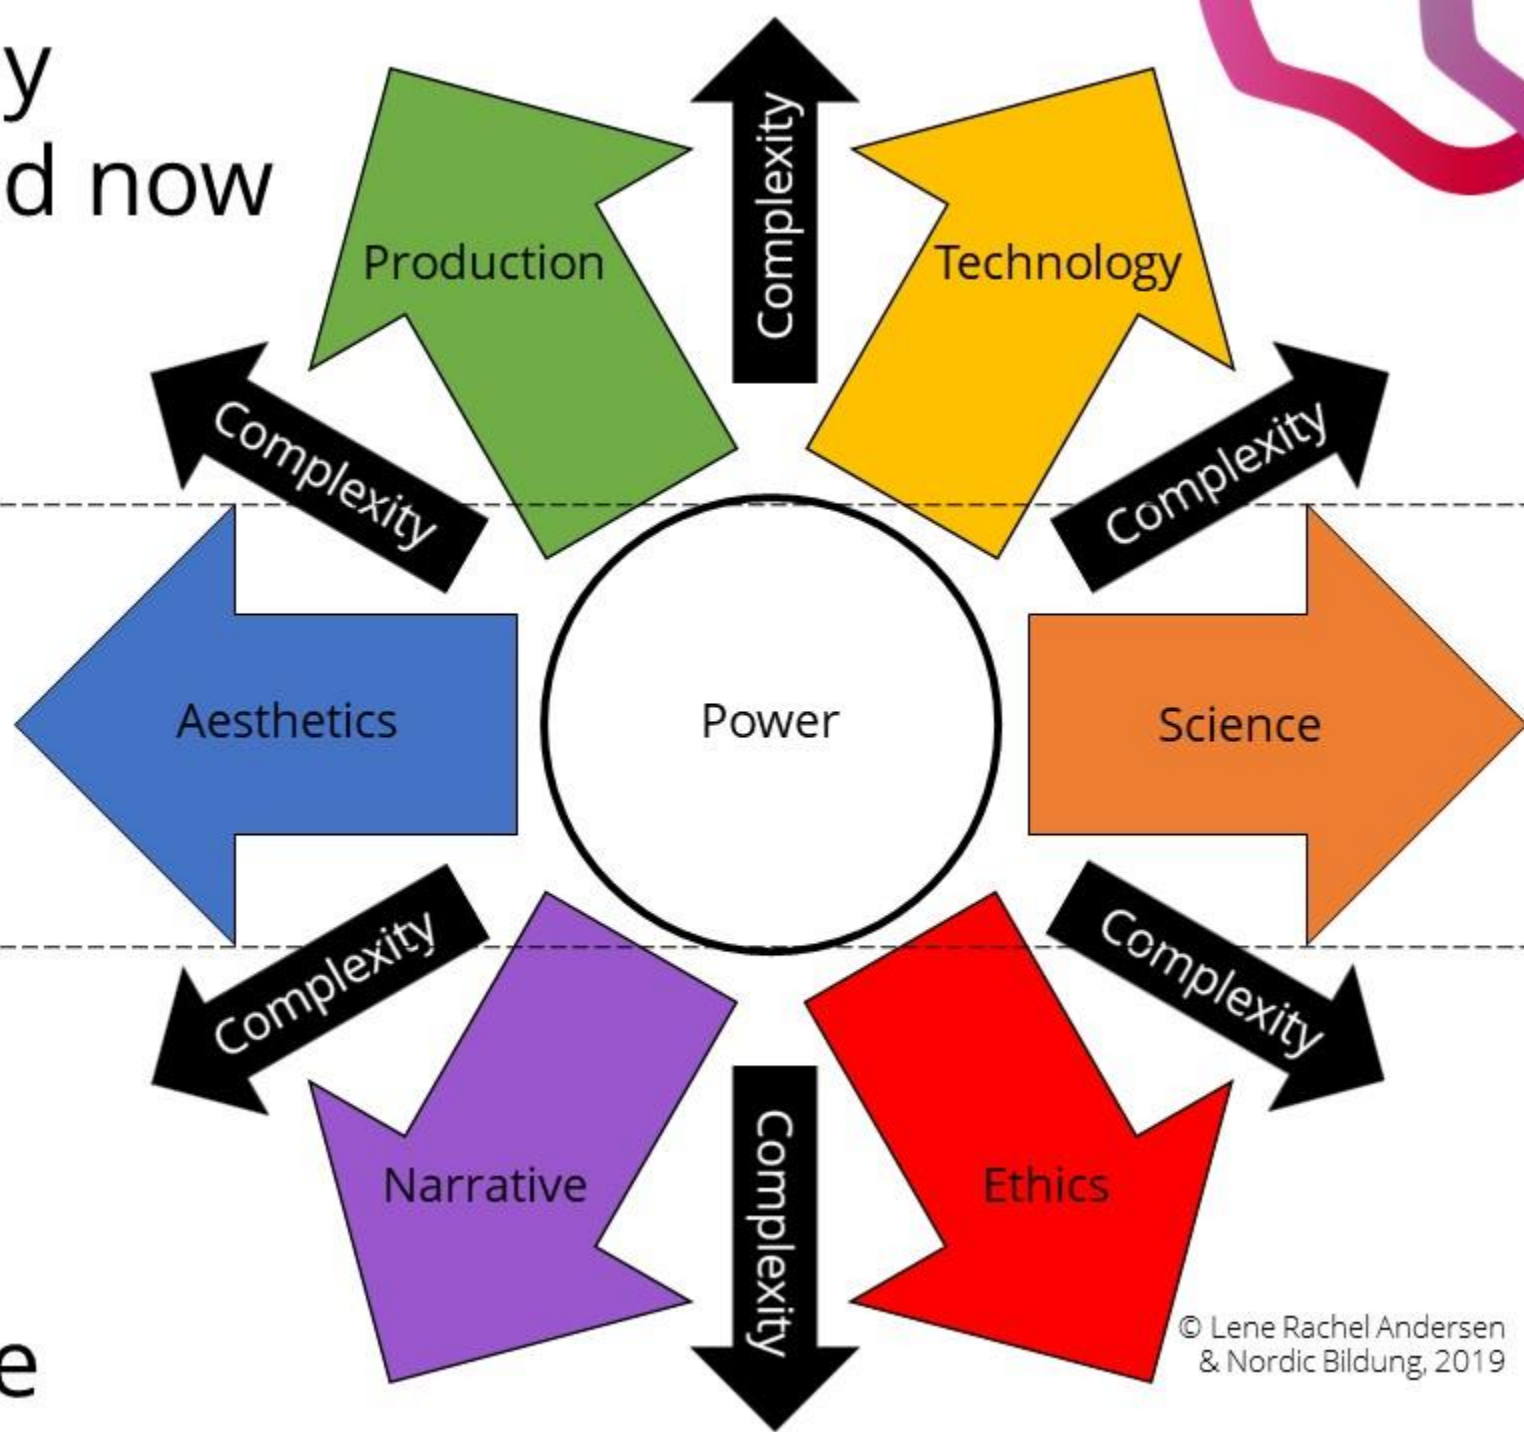 y
d now
Complexity
Production
Technology
Complexity
Complexity
Aesthetics
Power
Science
Complexity
Complexity
Narrative
Complexity
Ethics
© Lene Rachel Andersen
& Nordic Bildung, 2019
e